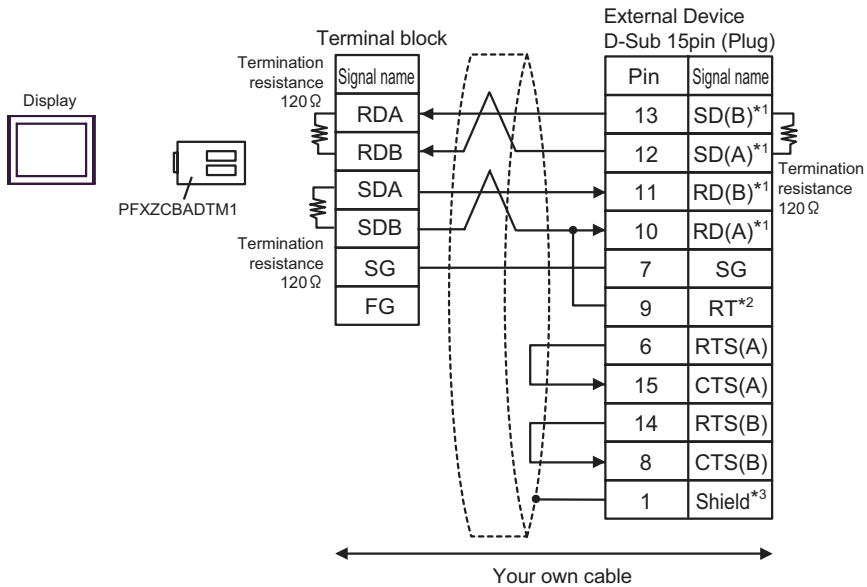 External Device
D-Sub 15pin (Plug)
Terminal block
Termination
resistance
120Ω
Signal name
RDA
RDB
SDA
SDB
SG
FG
Termination
resistance
120Ω
Display
PFXZCBADTM1
Pin Signal name
13 SD(B)*1
12 SD(A)*1
11 RD(B)*1
10 RD(A)*1
7 SG
9 RT*2
6 RTS(A)
15 CTS(A)
14 RTS(B)
8 CTS(B)
1 Shield*3
Termination
resistance
120Ω
Your own cable